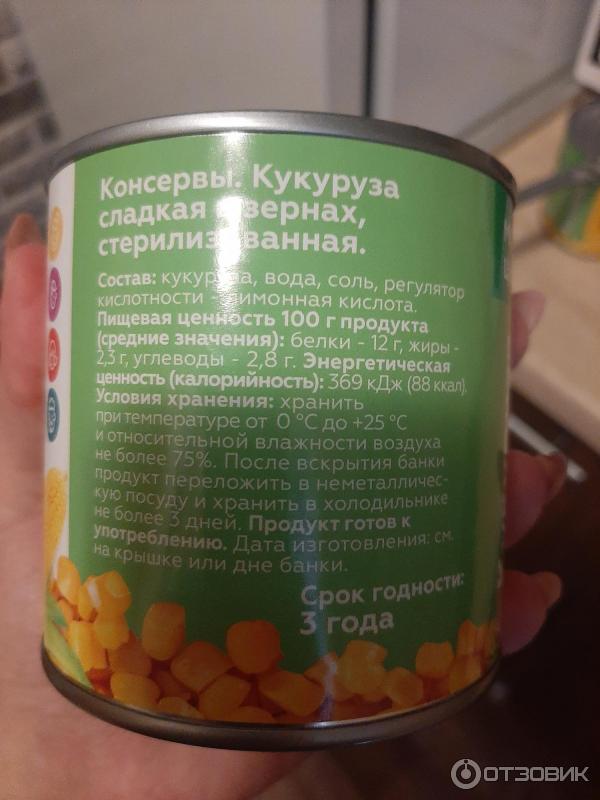 Консервы. Кукуруза
сладкая зернах,
стерилизованная.
Состав: кукуруза, вода, соль, регулятор
кислотности - лимонная кислота.
Пищевая ценность 100 г продукта
(средние значения): белки - 12 г, жиры -
2,3 г, углеводы - 2,8 г. Энергетическая
ценность (калорийность): 369 кДж (88 ккал).
Условия хранения: хранить
при температуре от 0 °С до +25 °С
и относительной влажности воздуха
не более 75%. После вскрытия банки
продукт переложить в неметалличес-
кую посуду и хранить в холодильнике
не более 3 дней. Продукт готов к
употреблению. Дата изготовления: см.
на крышке или дне банки.
Срок годности:
3 года
ОТЗОВИК